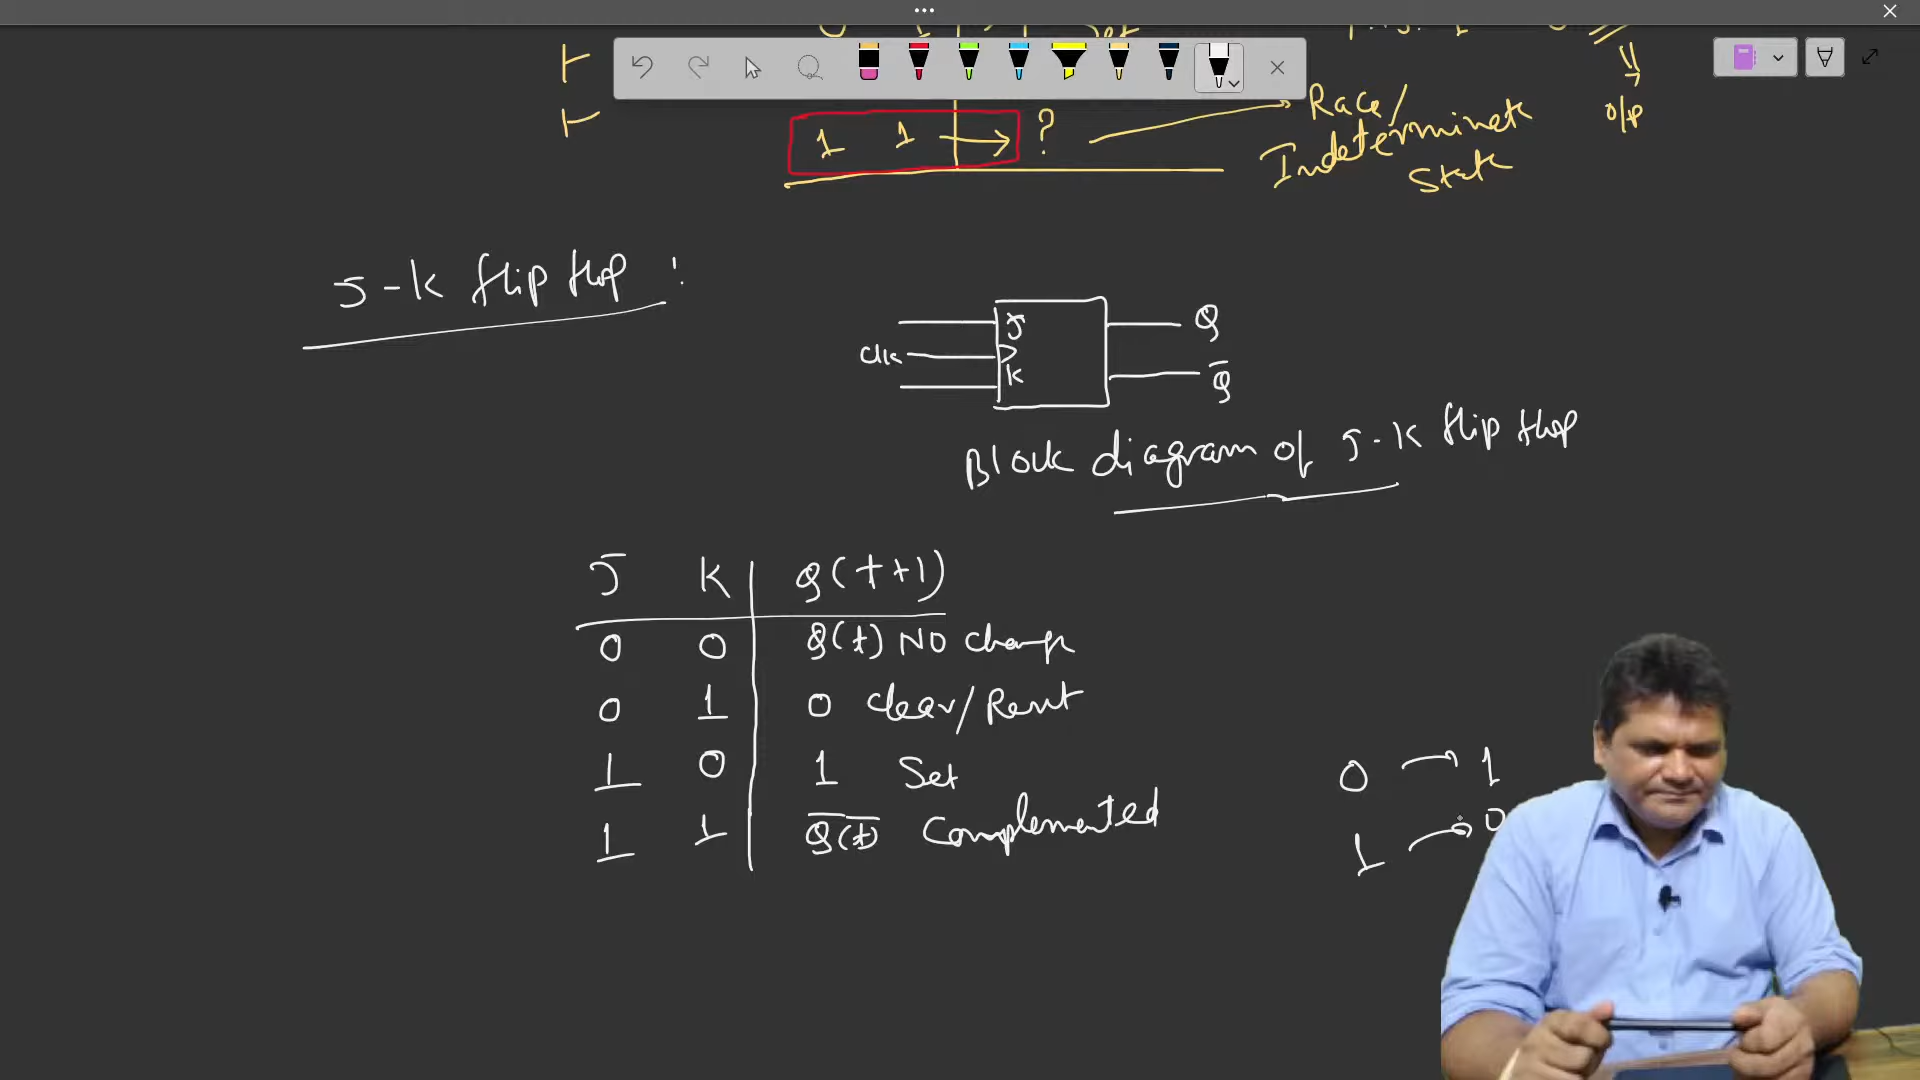 1 1 → ? → Race/
Indeterminate
State
o/p
J-K flip flop :
J
Q
Clk
K
Q̅
Block diagram of J-K flip flop
J K Q(t+1)
0 0 Q(t) NO change
0 1 0 Clear/Reset
1 0 1 Set
1 1 Q̅(̅t̅)̅ Complemented
0 → 1
1 → 0